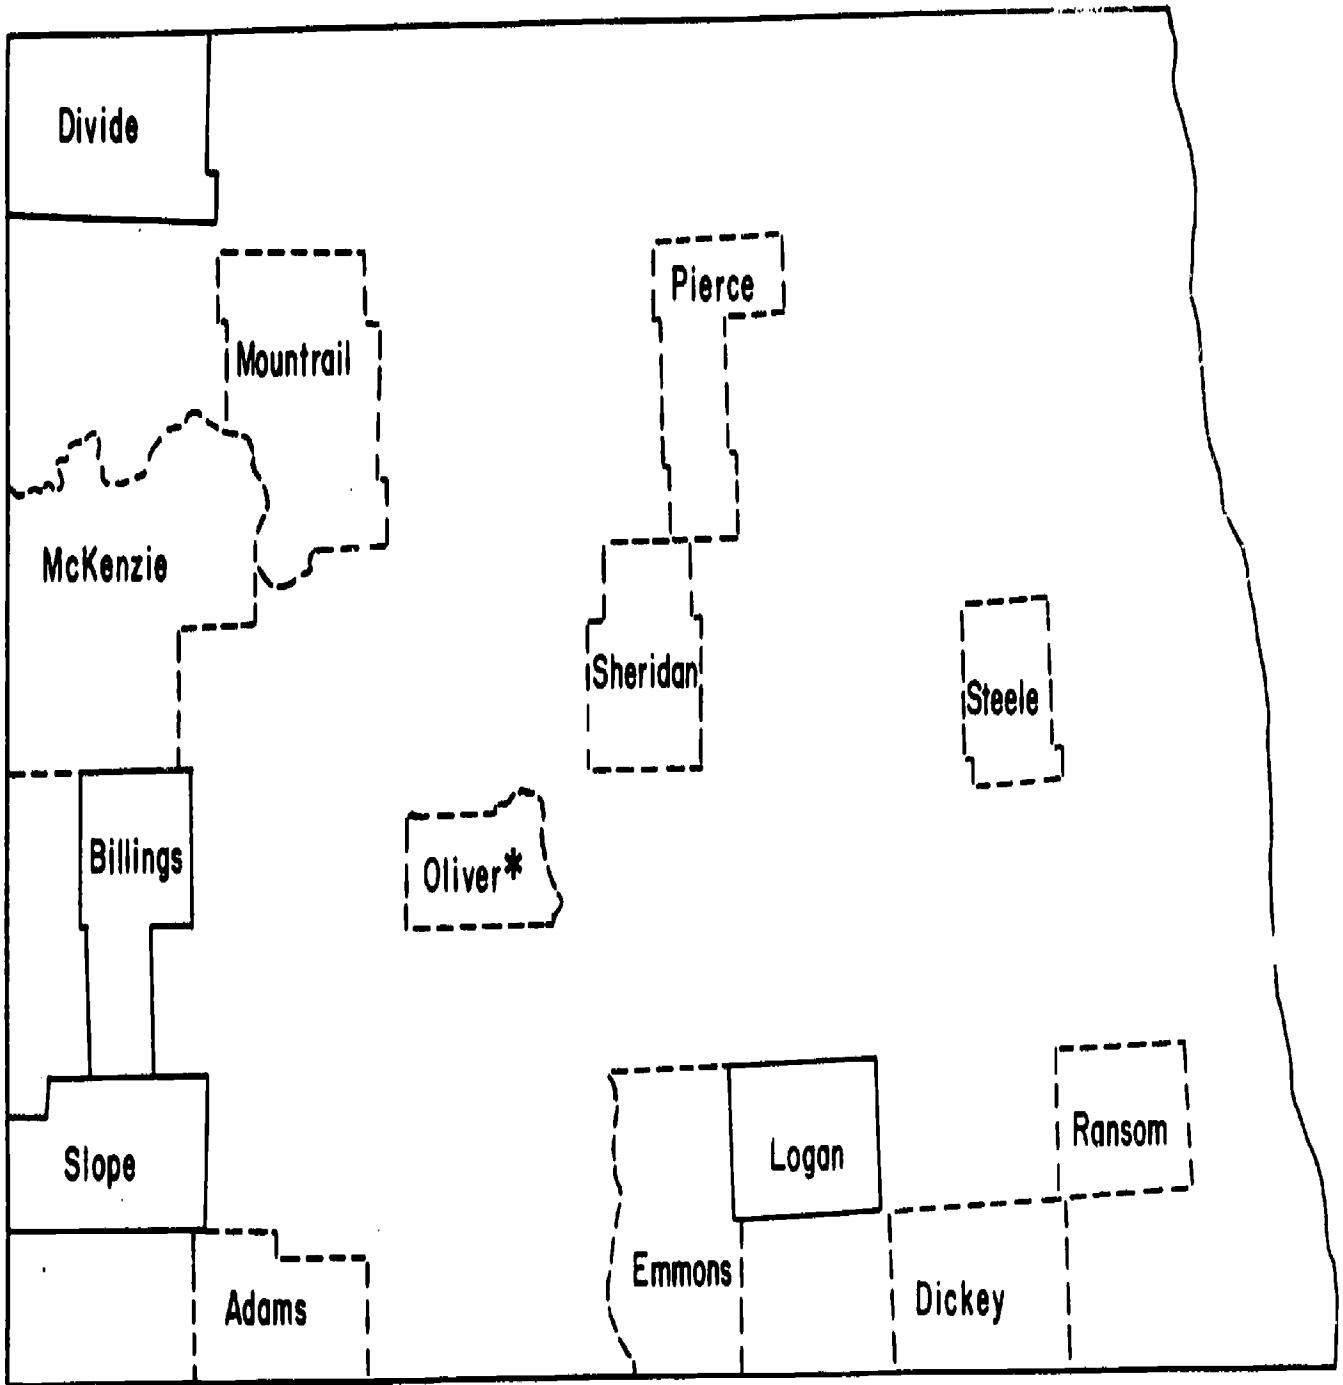 Divide
Pierce
Mountrail
McKenzie
Sheridan
Steele
Billings
Oliver*
Ransom
Logan
Slope
Emmons
Dickey
Adams